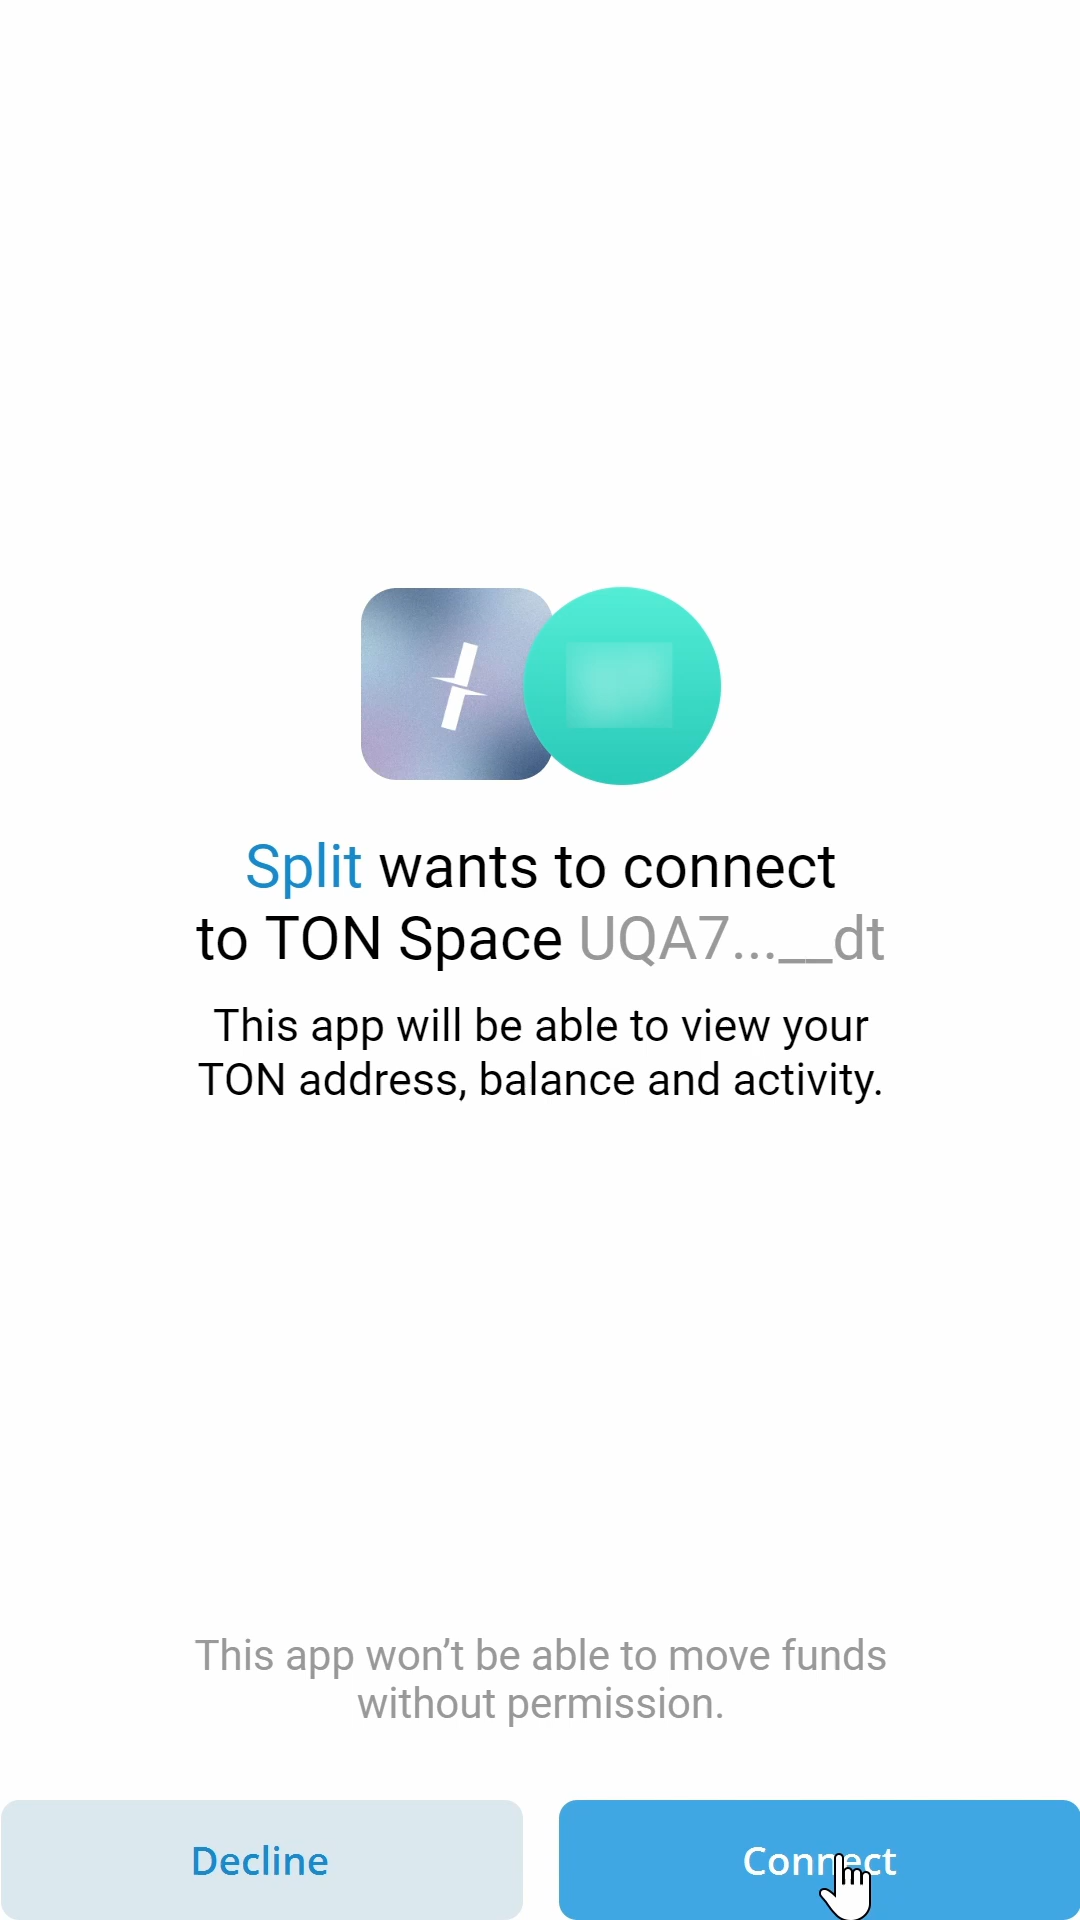 Split wants to connect
to TON Space UQA7...__dt
This app will be able to view your
TON address, balance and activity.
This app won’t be able to move funds
without permission.
Decline
Connect